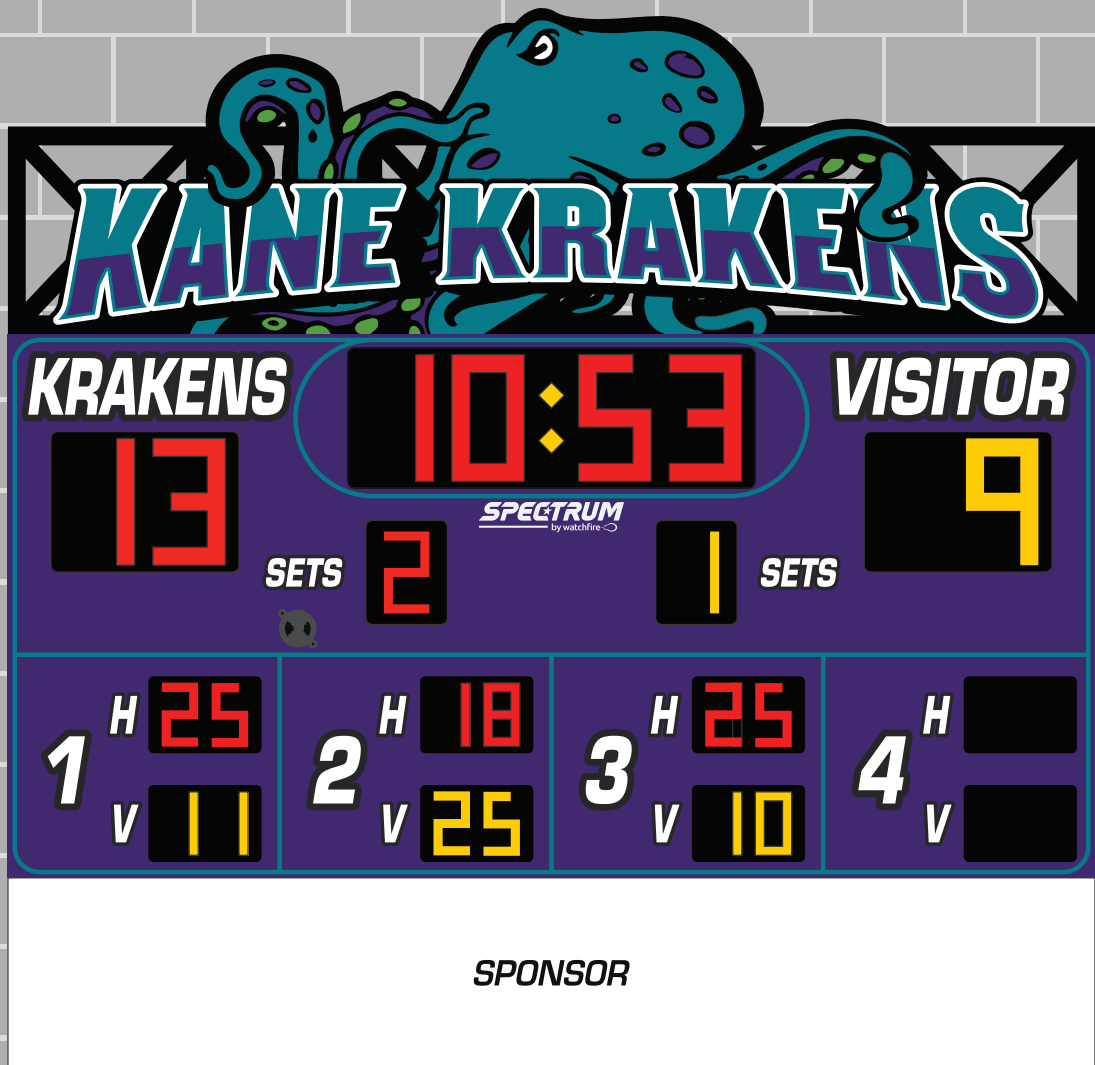 KANE KRAKENS
KRAKENS 10:53 VISITOR
13 9
SPECTRUM
by watchfire
SETS 2 1 SETS
1 H 25 2 H 18 3 H 25 4 H
V 11 V 25 V 10 V
SPONSOR